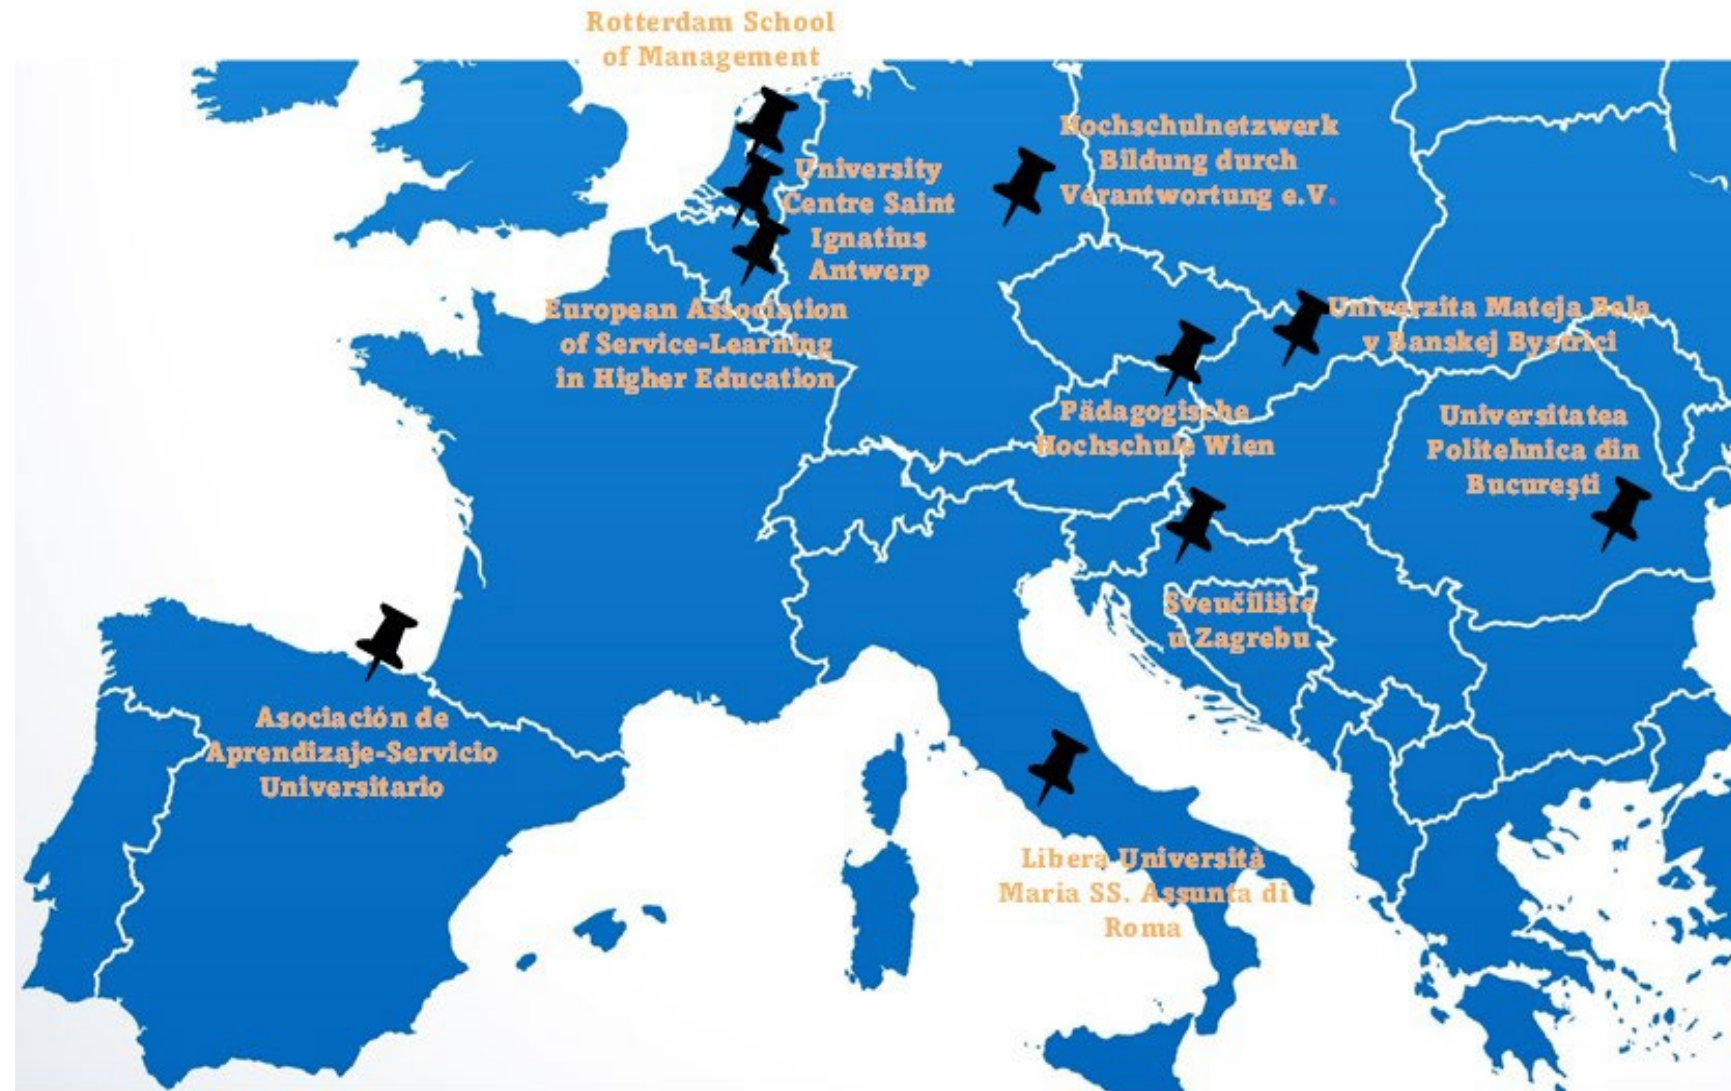 Rotterdam School
of Management
Hochschulnetzwerk
Bildung durch
Verantwortung e.V.
University
Centre Saint
Ignatius
Antwerp
European Association
of Service-Learning
in Higher Education
Univerzita Mateja Bela
v Banskej Bystrici
Pädagogische
Hochschule Wien
Universitatea
Politehnica din
Bucureşti
Sveučilište
u Zagrebu
Asociación de
Aprendizaje-Servicio
Universitario
Libera Università
Maria SS. Assunta di
Roma